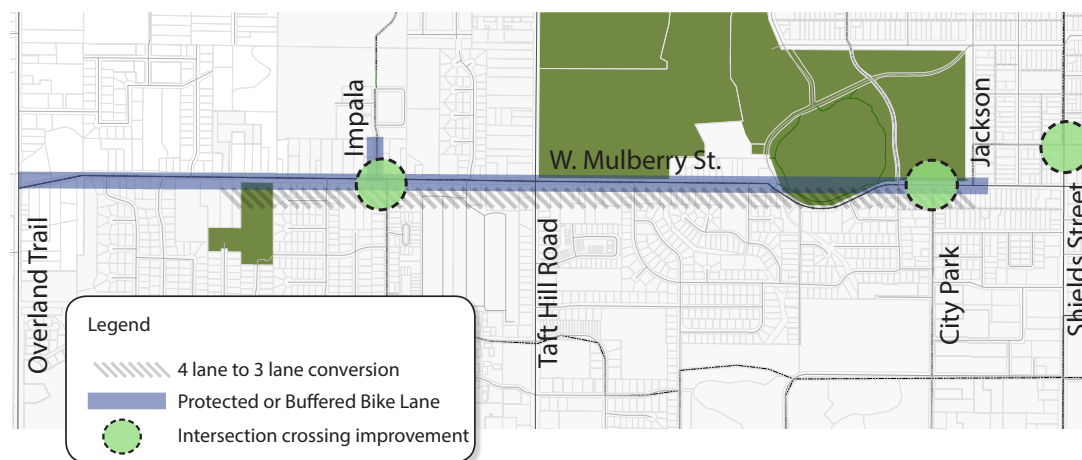 Impala
W. Mulberry St.
Jackson
Overland Trail
Taft Hill Road
City Park
Shields Street
Legend
4 lane to 3 lane conversion
Protected or Buffered Bike Lane
Intersection crossing improvement